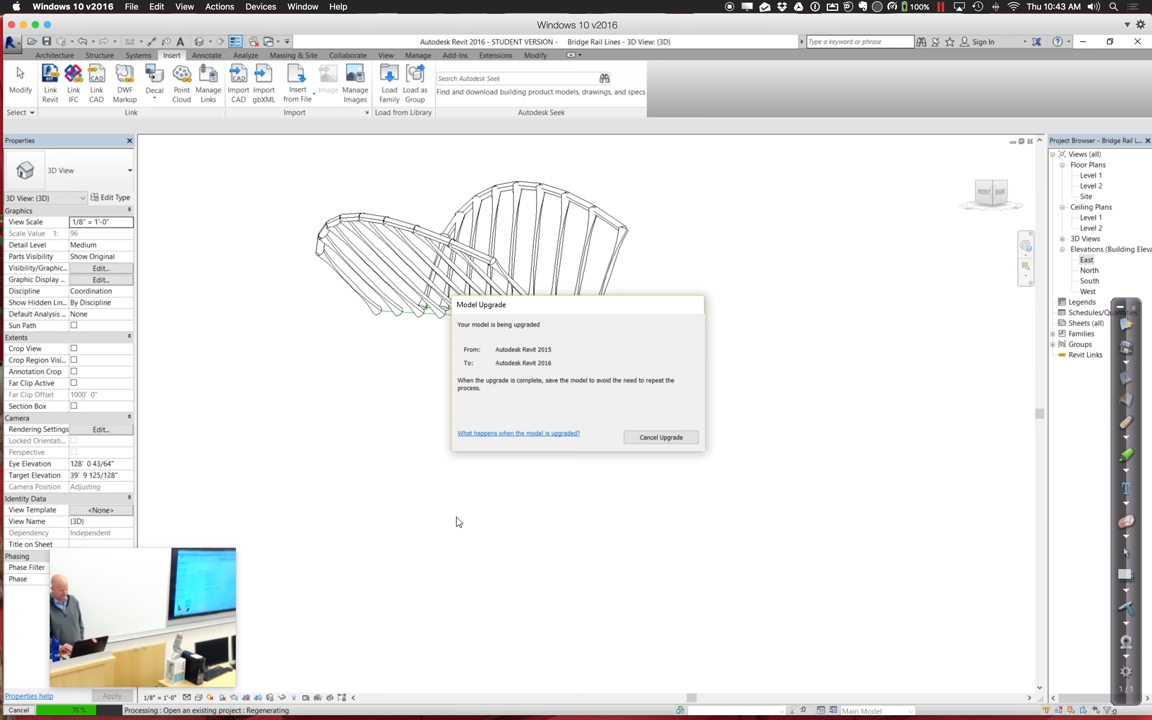 Windows 10 v2016 File Edit View Actions Devices Window Help 100% Thu 10:43 AM
Windows 10 v2016
Autodesk Revit 2016 - STUDENT VERSION - Bridge Rail Lines - 3D View: {3D} Type a keyword or phrase Sign In
Architecture Structure Systems Insert Annotate Analyze Massing & Site Collaborate View Manage Add-Ins Extensions Modify
Modify
Link Revit
Link IFC
Link CAD
DWF Markup
Decal
Point Cloud
Manage Links
Import CAD
Import gbXML
Insert from File
Image
Manage Images
Load Family
Load as Group
Search Autodesk Seek
Find and download building product models, drawings, and specs
Select Link Import Load from Library Autodesk Seek
Properties
3D View
3D View: {3D} Edit Type
Graphics
View Scale 1/8" = 1'-0"
Scale Value 1: 96
Detail Level Medium
Parts Visibility Show Original
Visibility/Graphic... Edit...
Graphic Display ... Edit...
Discipline Coordination
Show Hidden Lin... By Discipline
Default Analysis ... None
Sun Path
Extents
Crop View
Crop Region Visi...
Annotation Crop
Far Clip Active
Far Clip Offset 1000' 0"
Section Box
Camera
Rendering Settings Edit...
Locked Orientati...
Perspective
Eye Elevation 128' 0 43/64"
Target Elevation 39' 9 125/128"
Camera Position Adjusting
Identity Data
View Template <None>
View Name {3D}
Dependency Independent
Title on Sheet
Phasing
Phase Filter
Phase
Properties help Apply
FRONT
Model Upgrade
Your model is being upgraded
From: Autodesk Revit 2015
To: Autodesk Revit 2016
When the upgrade is complete, save the model to avoid the need to repeat the
process.
What happens when the model is upgraded? Cancel Upgrade
Project Browser - Bridge Rail L...
Views (all)
Floor Plans
Level 1
Level 2
Site
Ceiling Plans
Level 1
Level 2
3D Views
Elevations (Building Eleva
East
North
South
West
Legends
Schedules/Quantities
Sheets (all)
Families
Groups
Revit Links
1/1
1/8" = 1'-0"
Cancel 70 % Processing : Open an existing project : Regenerating :0 Main Model :0